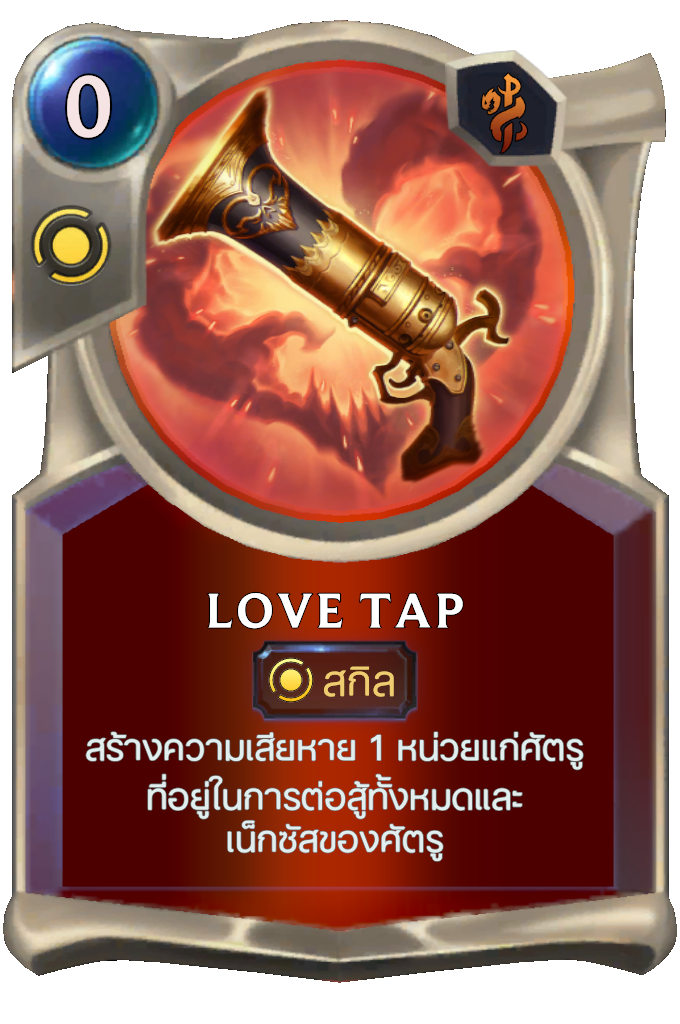 0
LOVE TAP
สกิล
สร้างความเสียหาย 1 หน่วยแก่ศัตรู
ที่อยู่ในการต่อสู้ทั้งหมดและ
เน็กซัสของศัตรู